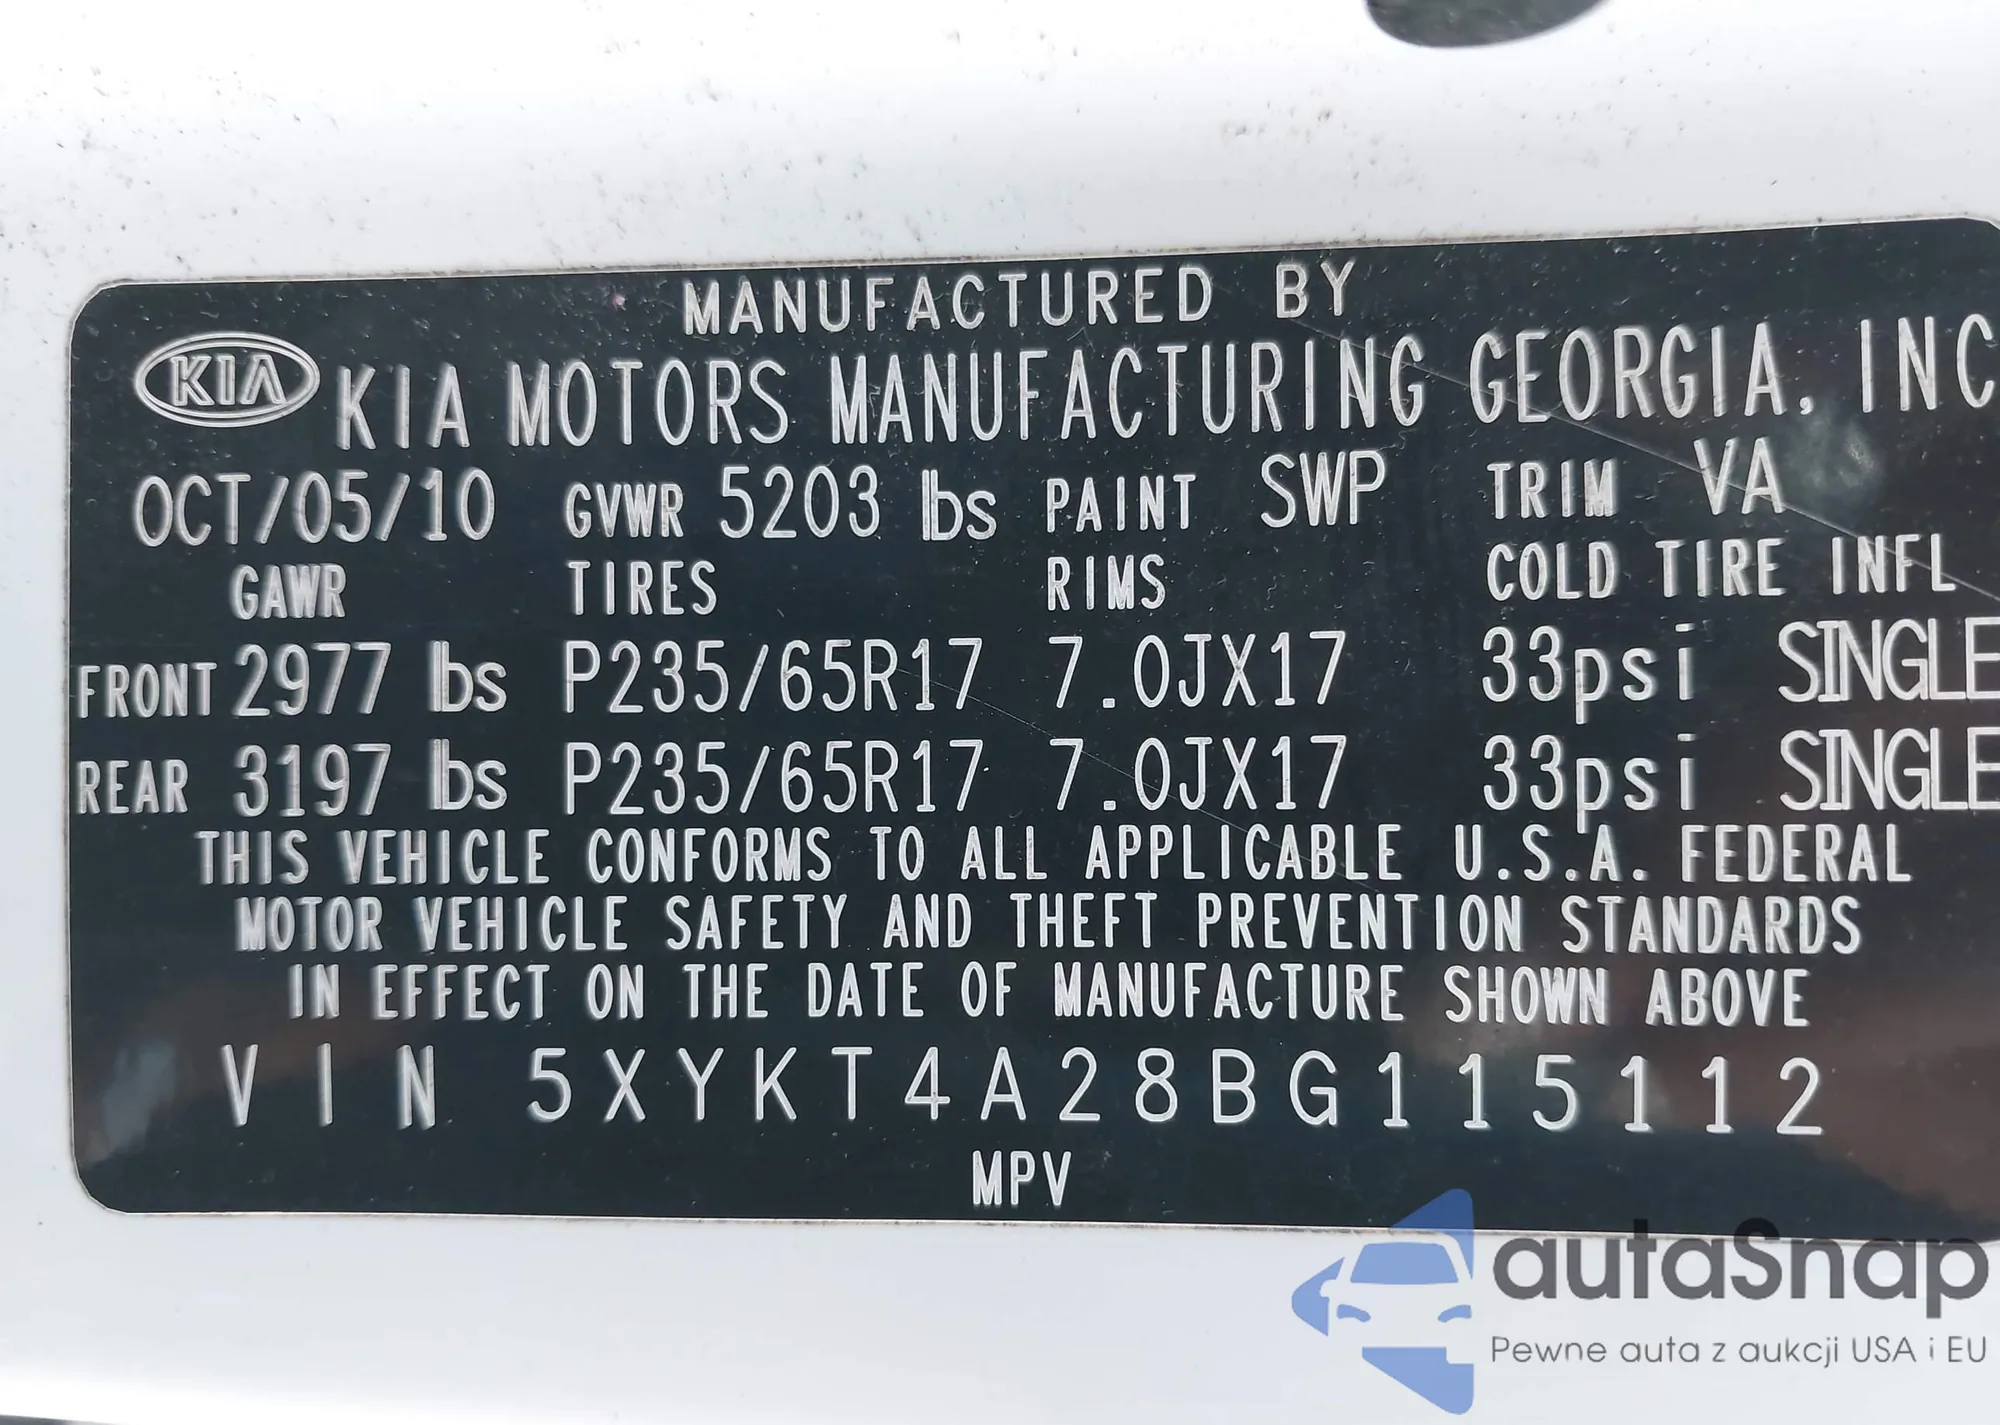 MANUFACTURED BY
KIA KIA MOTORS MANUFACTURING GEORGIA, INC
OCT/05/10 GVWR 5203 lbs PAINT SWP TRIM VA
GAWR TIRES RIMS COLD TIRE INFL
FRONT 2977 lbs P235/65R17 7.0JX17 33psi SINGLE
REAR 3197 lbs P235/65R17 7.0JX17 33psi SINGLE
THIS VEHICLE CONFORMS TO ALL APPLICABLE U.S.A. FEDERAL
MOTOR VEHICLE SAFETY AND THEFT PREVENTION STANDARDS
IN EFFECT ON THE DATE OF MANUFACTURE SHOWN ABOVE
VIN 5XYKT4A28BG115112
MPV
autaSnap
Pewne auta z aukcji USA i EU